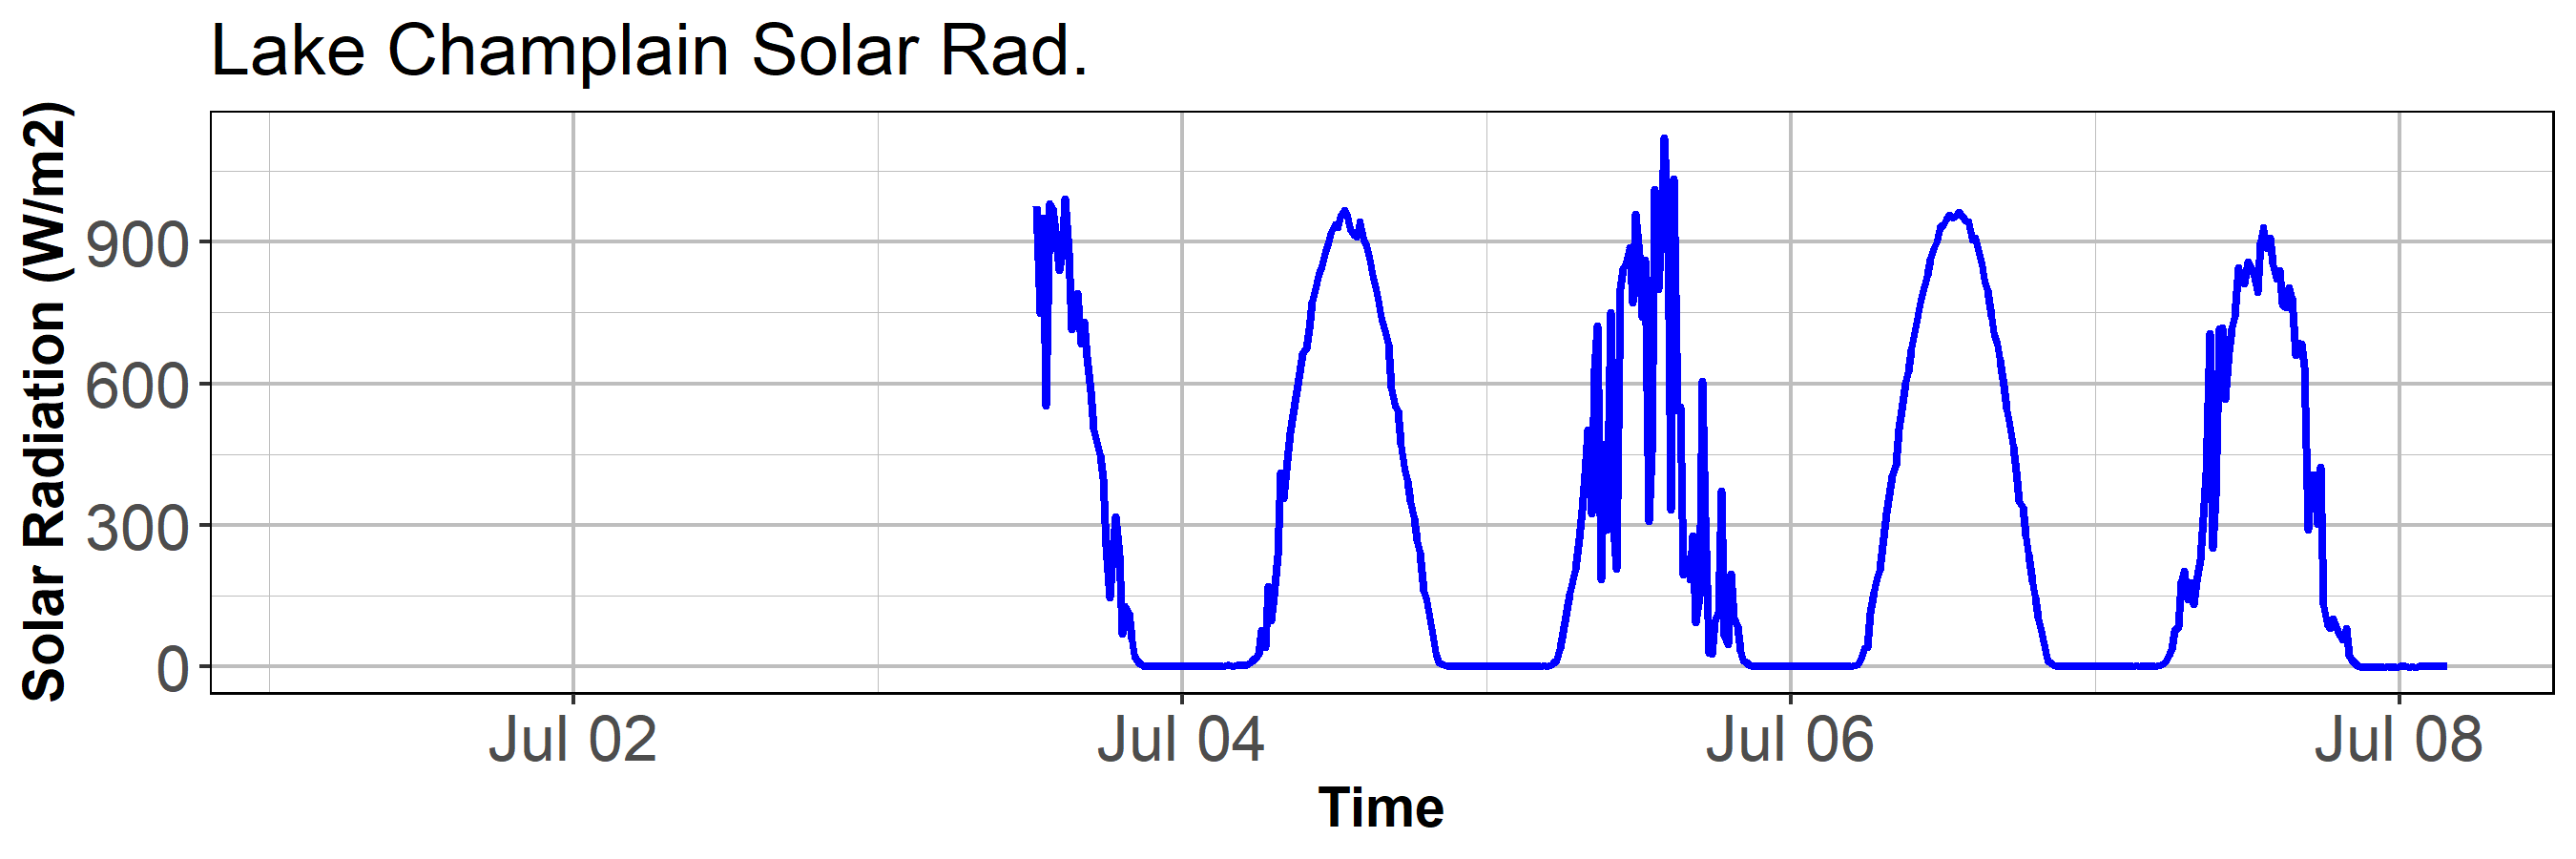 Lake Champlain Solar Rad.
Solar Radiation (W/m2)
900
600
300
0
Jul 02 Jul 04 Jul 06 Jul 08
Time